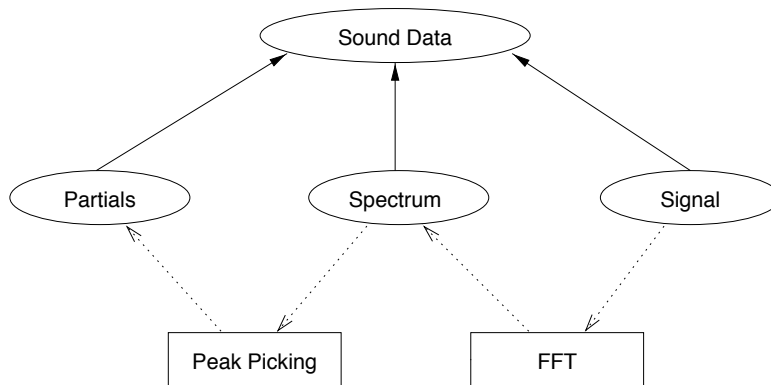 Sound Data
Partials
Spectrum
Signal
Peak Picking
FFT